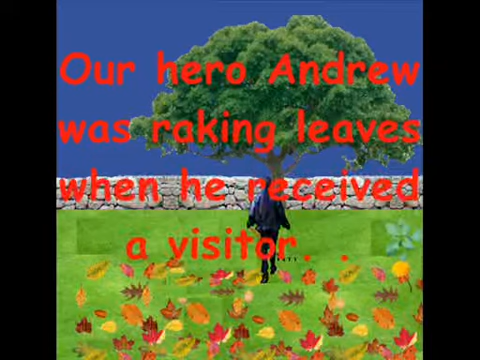 Our hero Andrew
was raking leaves
when he received
a visitor. . .